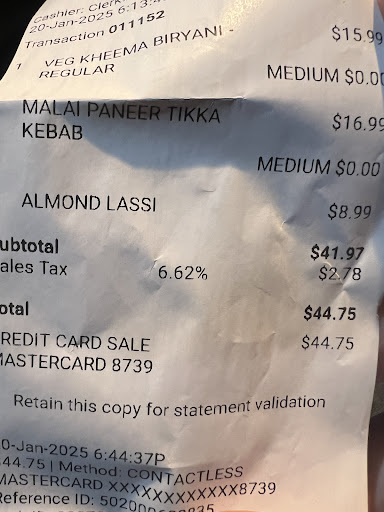 cashier: Clerk
20-Jan-2025 6:13:
Transaction 011152
1 VEG KHEEMA BIRYANI - $15.99
REGULAR
MEDIUM $0.00
MALAI PANEER TIKKA $16.99
KEBAB
MEDIUM $0.00
ALMOND LASSI $8.99
ubtotal $41.97
ales Tax 6.62% $2.78
otal $44.75
REDIT CARD SALE $44.75
MASTERCARD 8739
Retain this copy for statement validation
0-Jan-2025 6:44:37P
44.75 | Method: CONTACTLESS
MASTERCARD XXXXXXXXXXXX8739
Reference ID: